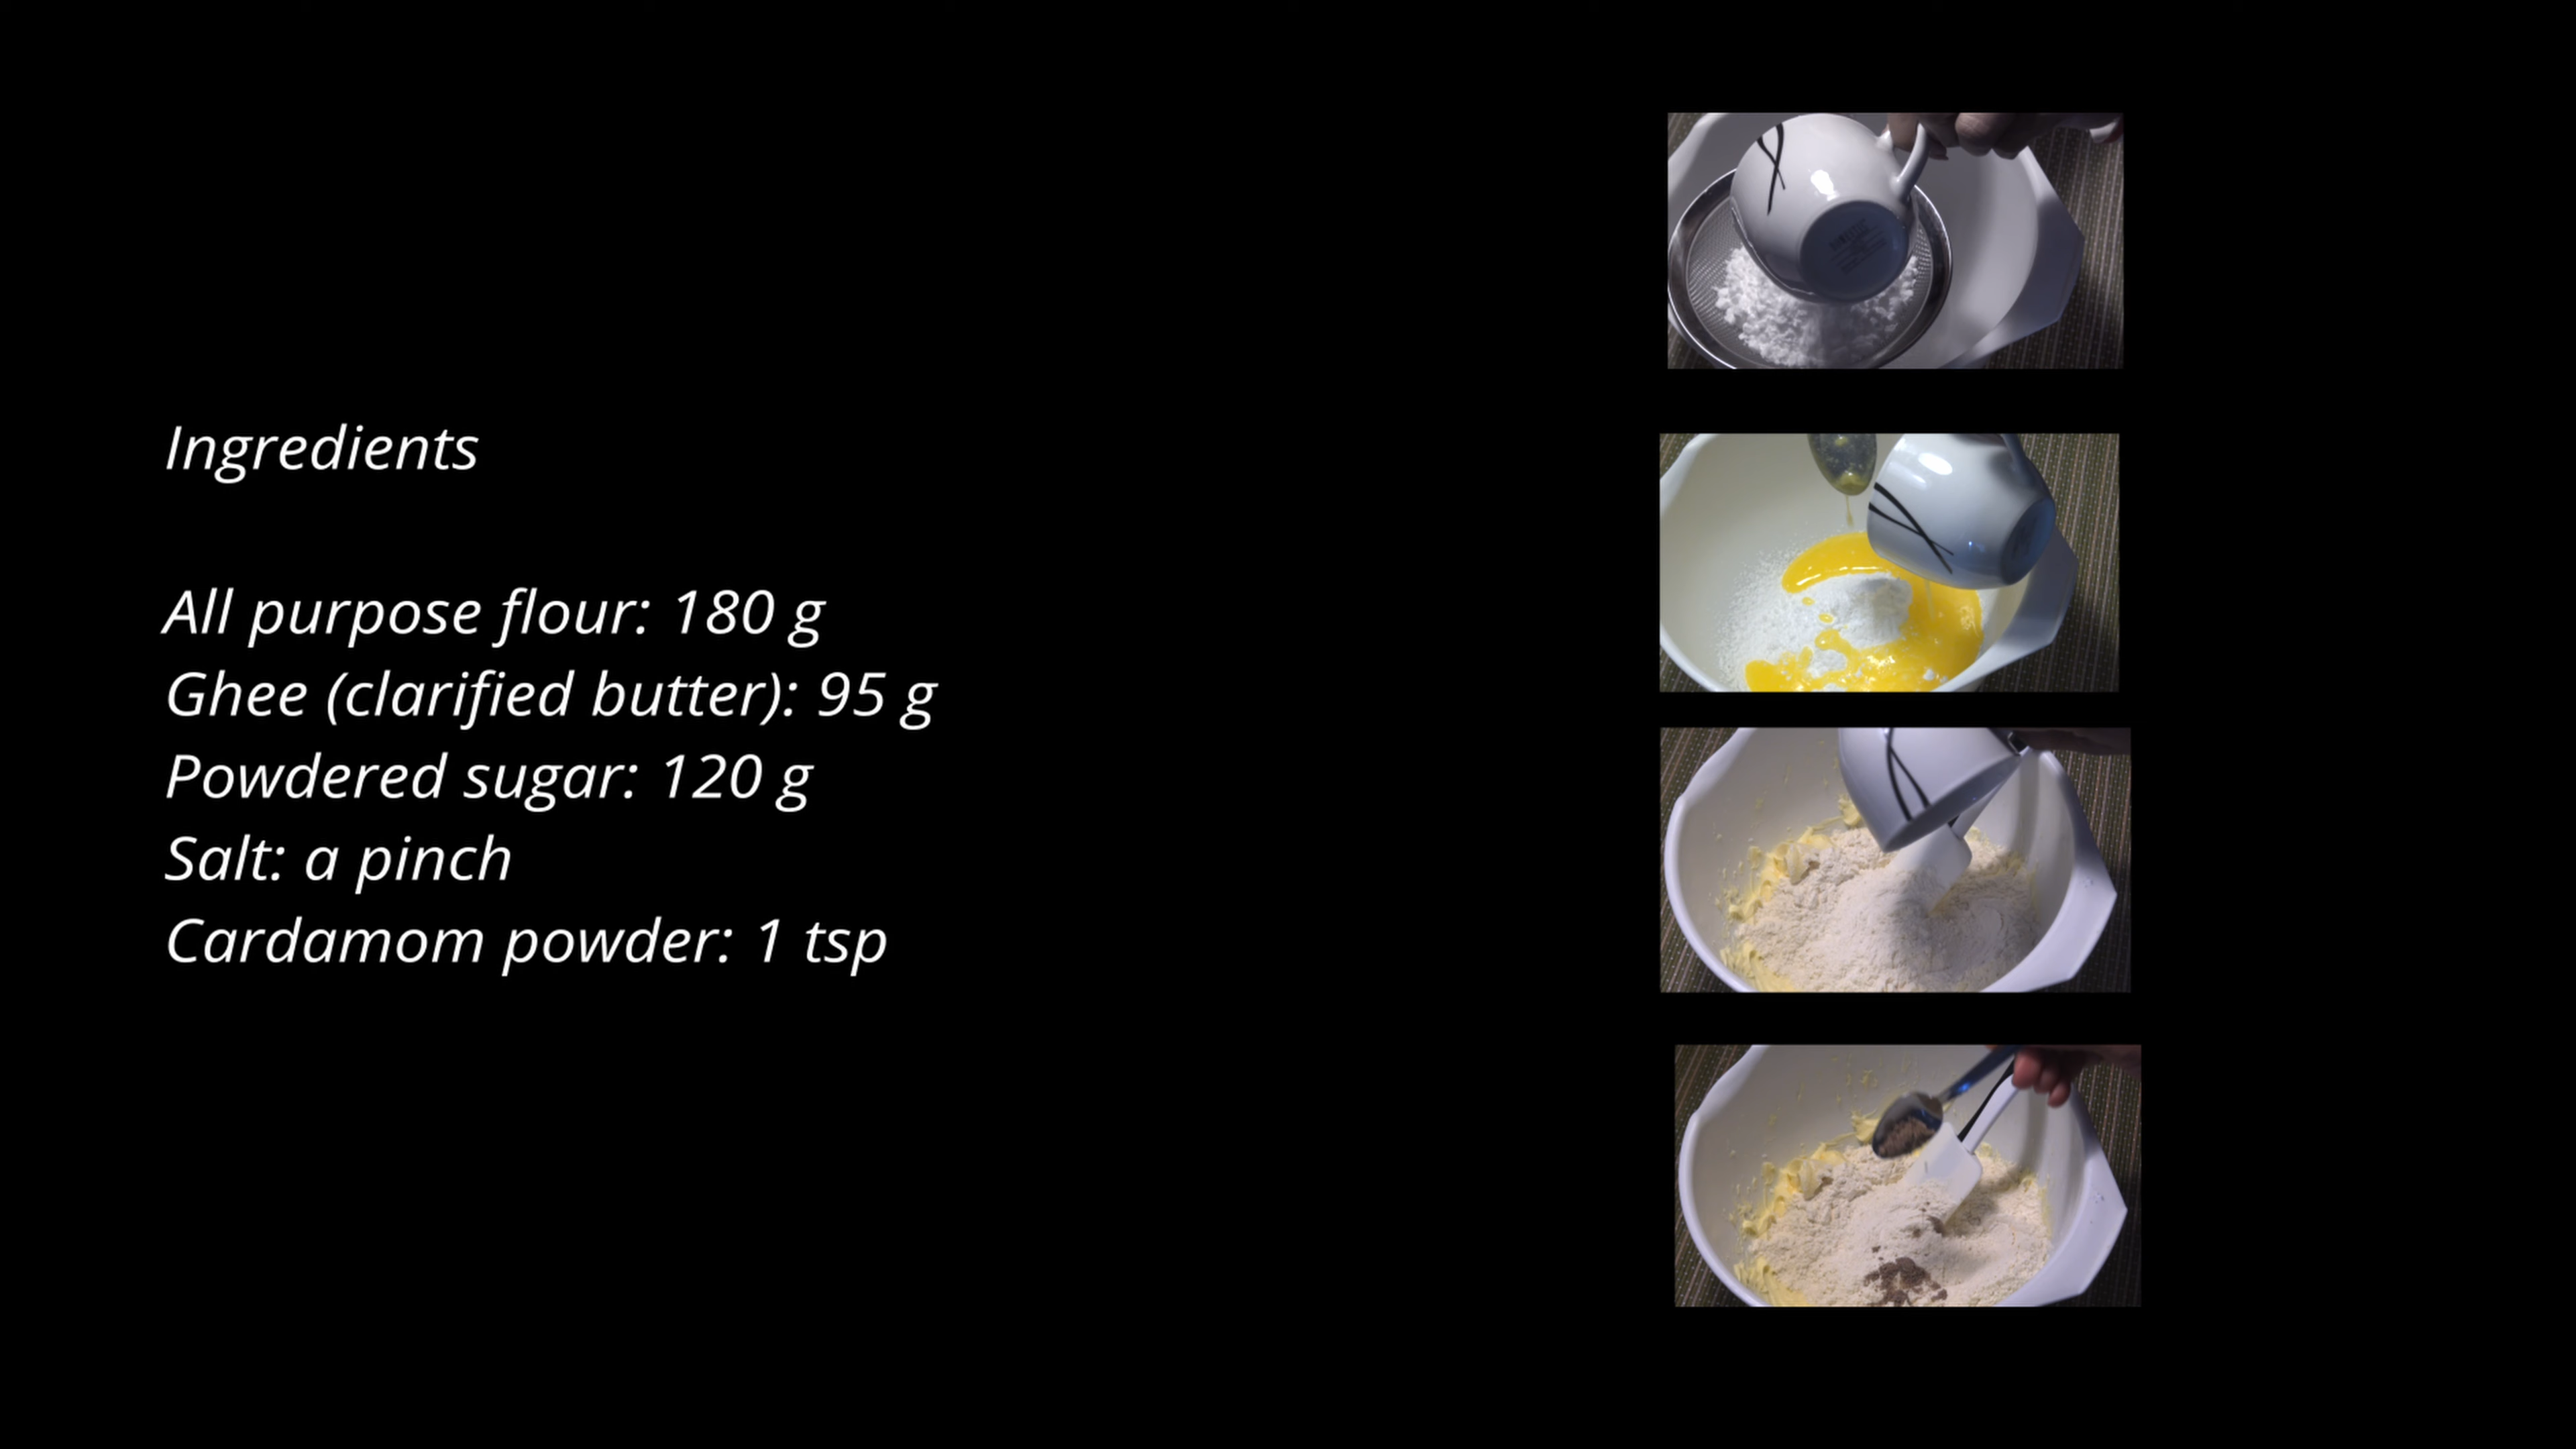 Ingredients
All purpose flour: 180 g
Ghee (clarified butter): 95 g
Powdered sugar: 120 g
Salt: a pinch
Cardamom powder: 1 tsp